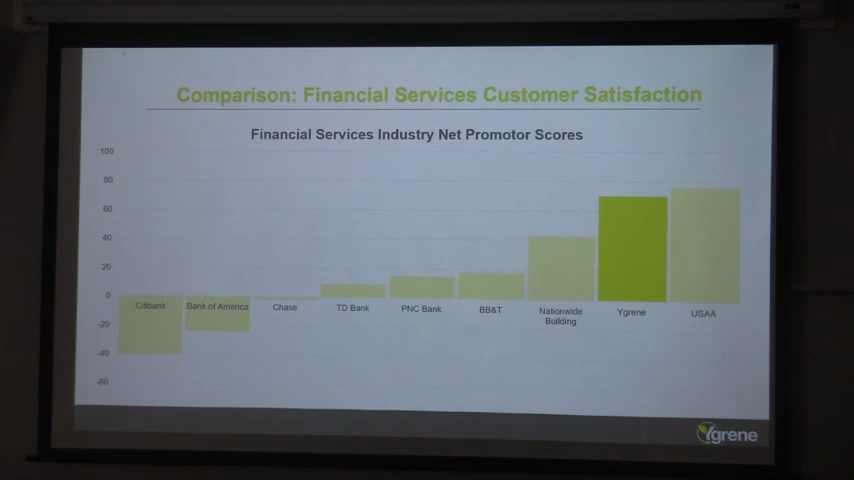 Comparison: Financial Services Customer Satisfaction
Financial Services Industry Net Promotor Scores
100
80
60
40
20
0
-20
-40
-60
Citibank
Bank of America
Chase
TD Bank
PNC Bank
BB&T
Nationwide
Building
Ygrene
USAA
Ygrene